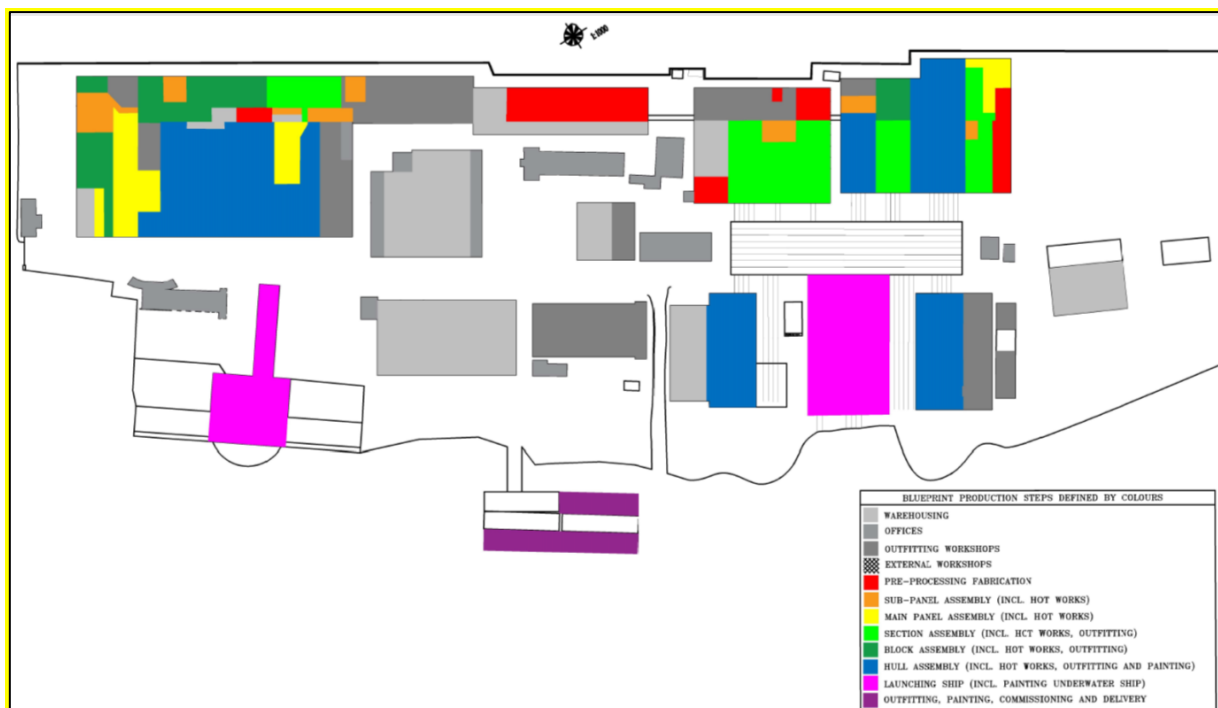 1:1000
BLUEPRINT PRODUCTION STEPS DEFINED BY COLOURS
WAREHOUSING
OFFICES
OUTFITTING WORKSHOPS
EXTERNAL WORKSHOPS
PRE-PROCESSING FABRICATION
SUB-PANEL ASSEMBLY (INCL. HOT WORKS)
MAIN PANEL ASSEMBLY (INCL. HOT WORKS)
SECTION ASSEMBLY (INCL. HCT WORKS, OUTFITTING)
BLOCK ASSEMBLY (INCL. HOT WORKS, OUTFITTING)
HULL ASSEMBLY (INCL. HOT WORKS, OUTFITTING AND PAINTING)
LAUNCHING SHIP (INCL. PAINTING UNDERWATER SHIP)
OUTFITTING, PAINTING, COMMISSIONING AND DELIVERY